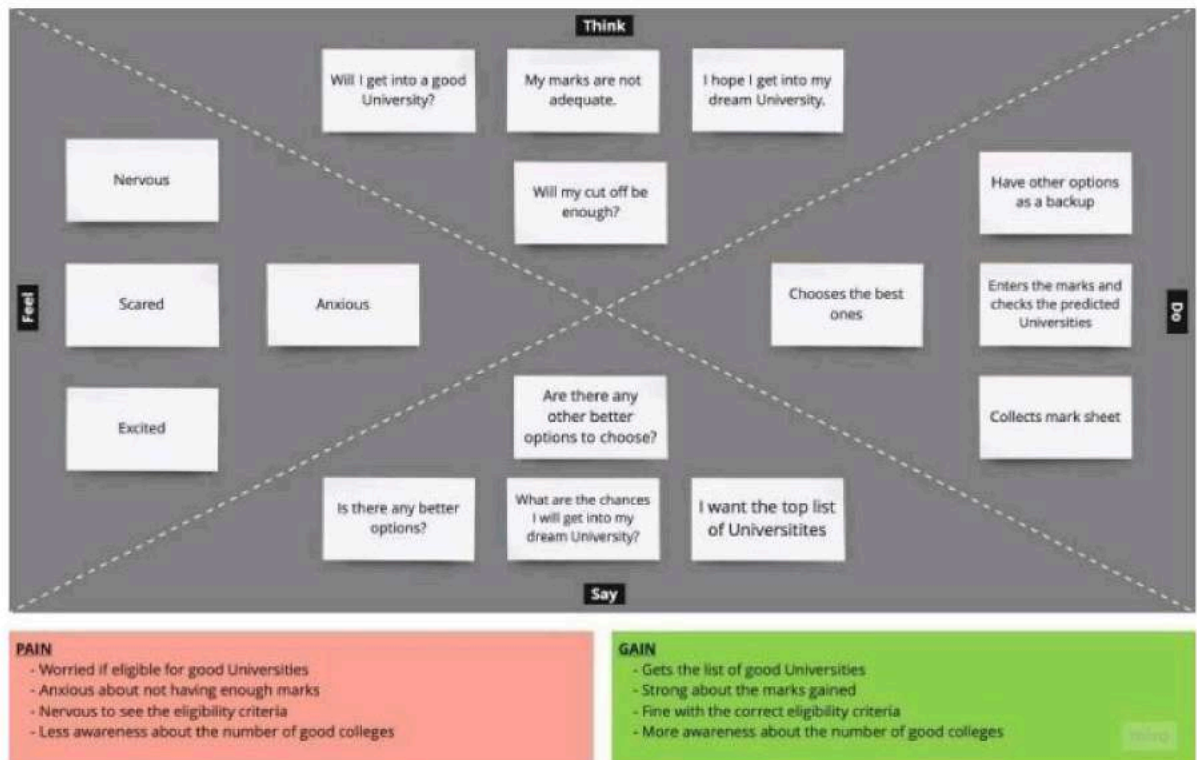 Think
Will I get into a good
University?
My marks are not
adequate.
I hope I get into my
dream University.
Will my cut off be
enough?
Feel
Nervous
Scared
Anxious
Excited
Do
Have other options
as a backup
Chooses the best
ones
Enters the marks and
checks the predicted
Universities
Collects mark sheet
Are there any
other better
options to choose?
Is there any better
options?
What are the chances
I will get into my
dream University?
I want the top list
of Universitites
Say
PAIN
- Worried if eligible for good Universities
- Anxious about not having enough marks
- Nervous to see the eligibility criteria
- Less awareness about the number of good colleges
GAIN
- Gets the list of good Universities
- Strong about the marks gained
- Fine with the correct eligibility criteria
- More awareness about the number of good colleges
miro